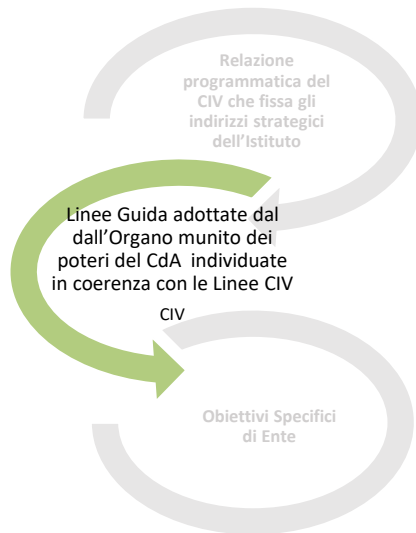 Relazione
programmatica del
CIV che fissa gli
indirizzi strategici
dell'Istituto
Linee Guida adottate dal
dall'Organo munito dei
poteri del CdA individuate
in coerenza con le Linee CIV
CIV
Obiettivi Specifici
di Ente